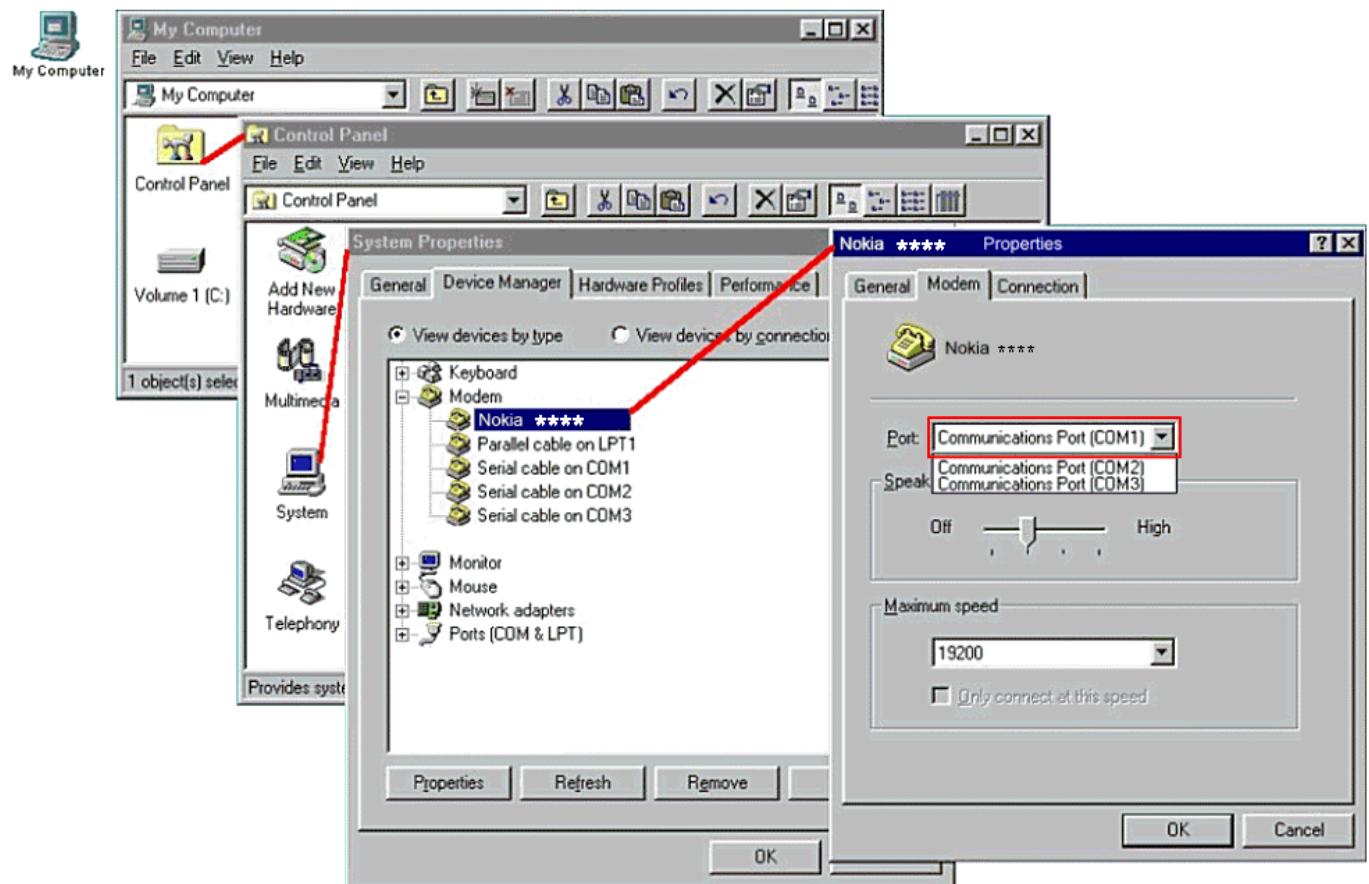 My Computer
My Computer
File Edit View Help
My Computer
Control Panel
Volume 1 (C:)
1 object(s) selec
Control Panel
File Edit View Help
Control Panel
Add New
Hardware
Multimedia
System
Telephony
Provides syste
System Properties
General Device Manager Hardware Profiles Performance
View devices by type View devices by connection
Keyboard
Modem
Nokia ****
Parallel cable on LPT1
Serial cable on COM1
Serial cable on COM2
Serial cable on COM3
Monitor
Mouse
Network adapters
Ports (COM & LPT)
Properties Refresh Remove
OK
Nokia **** Properties
General Modem Connection
Nokia ****
Port: Communications Port (COM1)
Communications Port (COM2)
Communications Port (COM3)
Speak
Off High
Maximum speed
19200
Only connect at this speed
OK Cancel